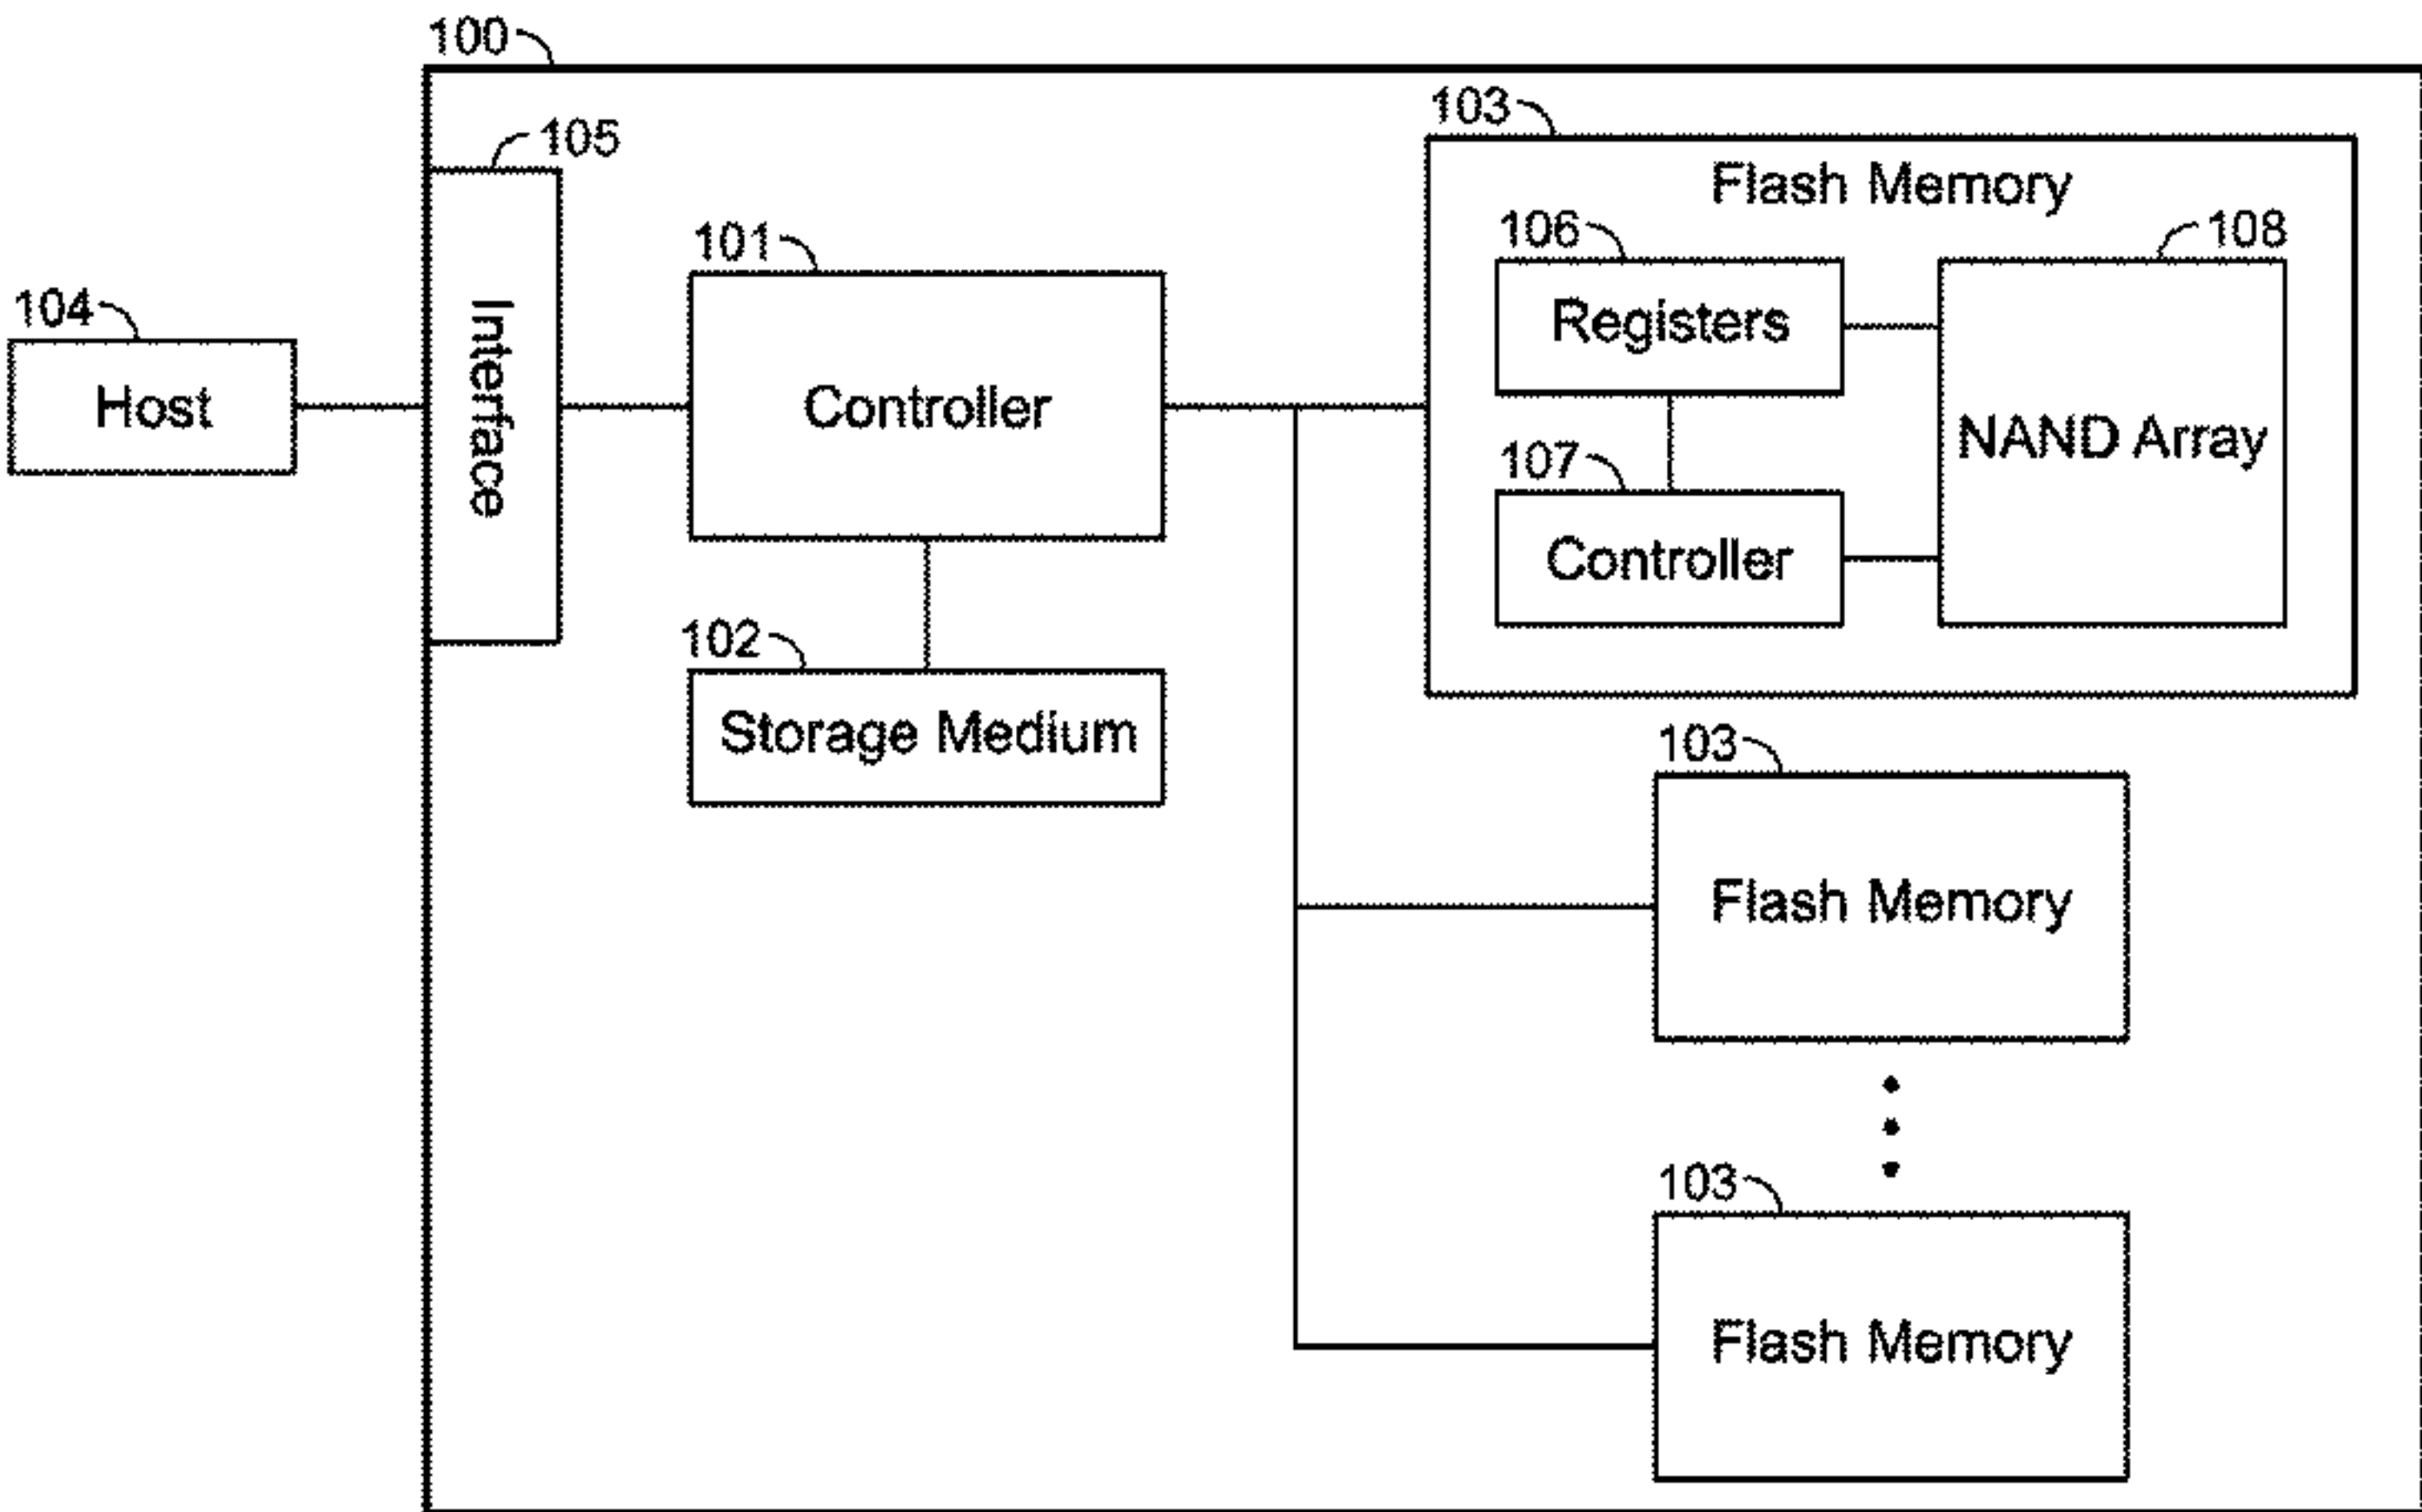 100
103
105
Flash Memory
101
106
108
104
Interface
Registers
Host
Controller
NAND Array
107
Controller
102
Storage Medium
103
Flash Memory
103
Flash Memory